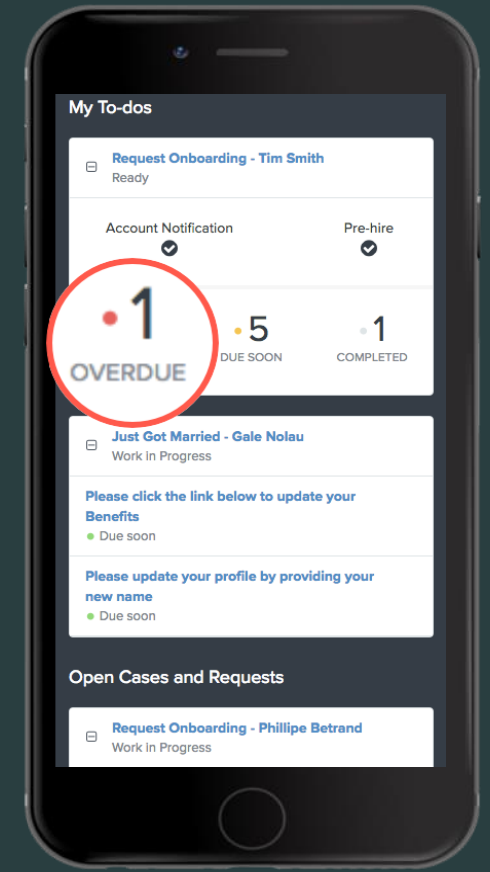 My To-dos
Request Onboarding - Tim Smith
Ready
Account Notification
Pre-hire
1
OVERDUE
5
DUE SOON
1
COMPLETED
Just Got Married - Gale Nolau
Work in Progress
Please click the link below to update your
Benefits
Due soon
Please update your profile by providing your
new name
Due soon
Open Cases and Requests
Request Onboarding - Phillipe Betrand
Work in Progress